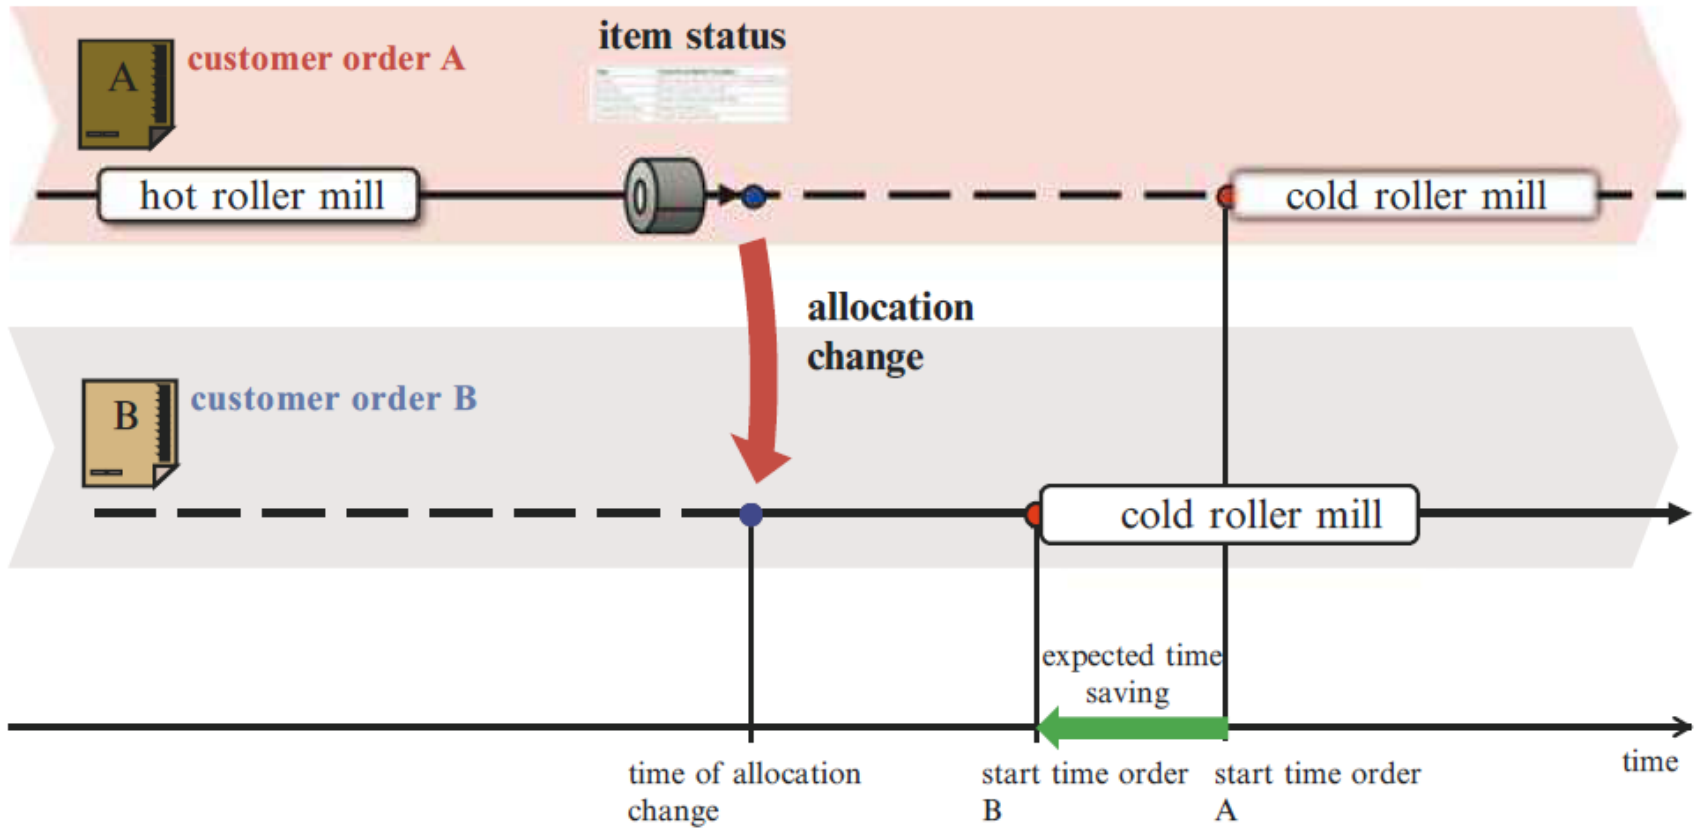 item status
customer order A
A
hot roller mill
cold roller mill
allocation
change
customer order B
B
cold roller mill
expected time
saving
time
time of allocation
change
start time order
B
start time order
A